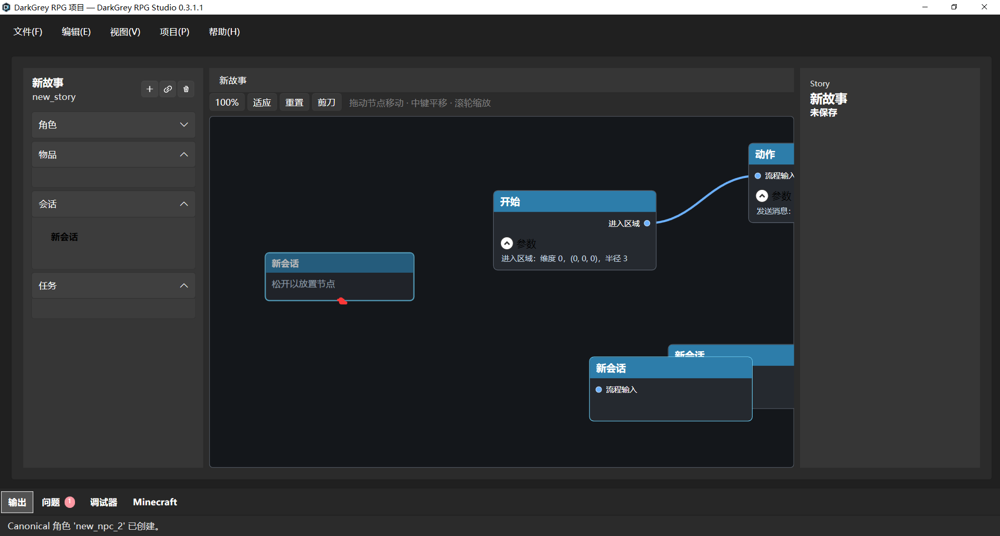 DarkGrey RPG 项目 — DarkGrey RPG Studio 0.3.1.1
文件(F) 编辑(E) 视图(V) 项目(P) 帮助(H)
新故事
new_story
角色
物品
会话
新会话
任务
新故事
100% 适应 重置 剪刀 拖动节点移动 · 中键平移 · 滚轮缩放
动作
流程输入
参数
发送消息：
开始
进入区域
参数
进入区域：维度 0，(0, 0, 0)，半径 3
新会话
松开以放置节点
新会话
新会话
流程输入
Story
新故事
未保存
输出 问题 1 调试器 Minecraft
Canonical 角色 'new_npc_2' 已创建。